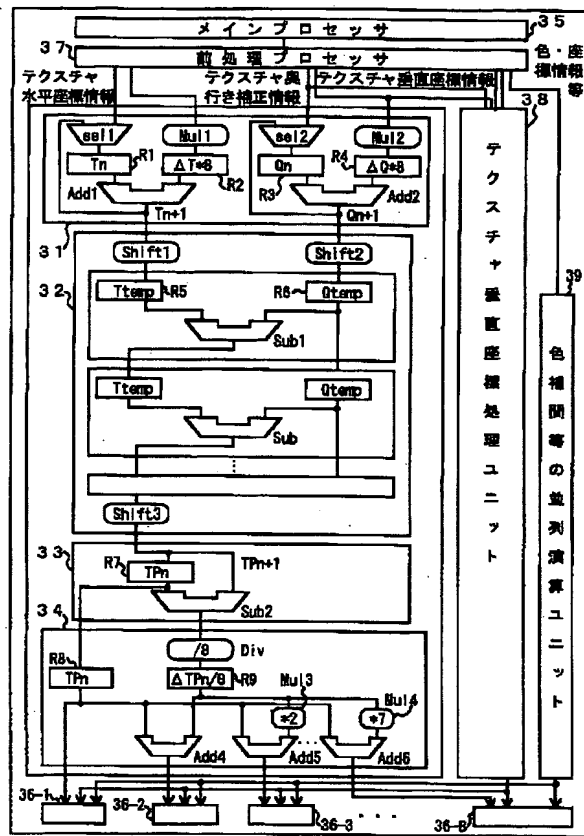 メインプロセッサ
35
37
前処理プロセッサ
色・座標情報等
テクスチャ水平座標情報
テクスチャ奥行き補正情報
テクスチャ垂直座標情報
38
sel1
Mul1
sel2
Mul2
Tn
R1
ΔT*8
R2
Qn
R3
R4
ΔQ*8
Add1
Add2
Tn+1
Qn+1
31
Shift1
Shift2
32
Ttemp
R5
R6
Qtemp
Sub1
Ttemp
Qtemp
Sub
Shift3
33
R7
TPn
TPn+1
Sub2
34
/8
Div
R8
TPn
ΔTPn/8
R9
Mul3
*2
Mul4
*7
Add4
Add5
Add6
36-1
36-2
36-3
36-8
テクスチャ垂直座標処理ユニット
39
色補間等の並列演算ユニット